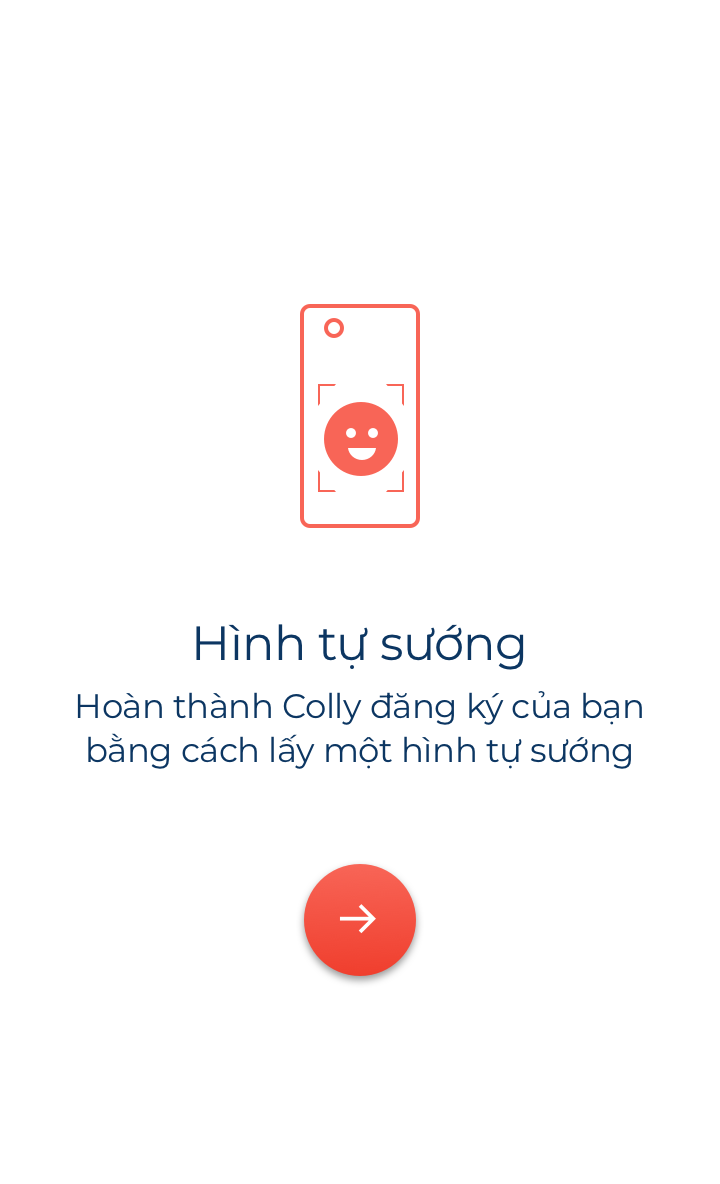 Hình tự sướng
Hoàn thành Colly đăng ký của bạn
bằng cách lấy một hình tự sướng